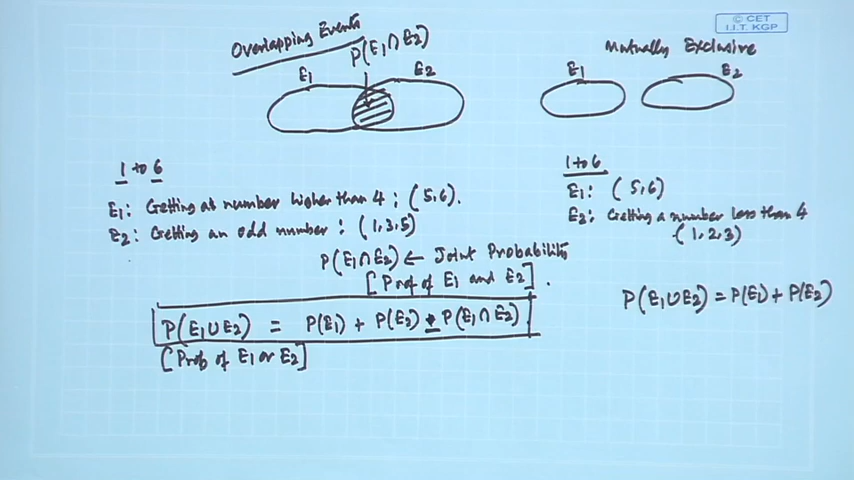 © CET
I.I.T. KGP
Overlapping Events
P(E1∩E2)
E1
E2
1 to 6
E1: Getting at number higher than 4 : (5,6).
E2: Getting an odd number : (1,3,5)
P(E1∩E2) ← Joint Probability
[Prob of E1 and E2].
P(E1∪E2) = P(E1) + P(E2) - P(E1∩E2)
[Prob of E1 or E2]
Mutually Exclusive
E1
E2
1 to 6
E1: (5,6)
E2: Getting a number less than 4
(1,2,3)
P(E1∪E2) = P(E1) + P(E2)